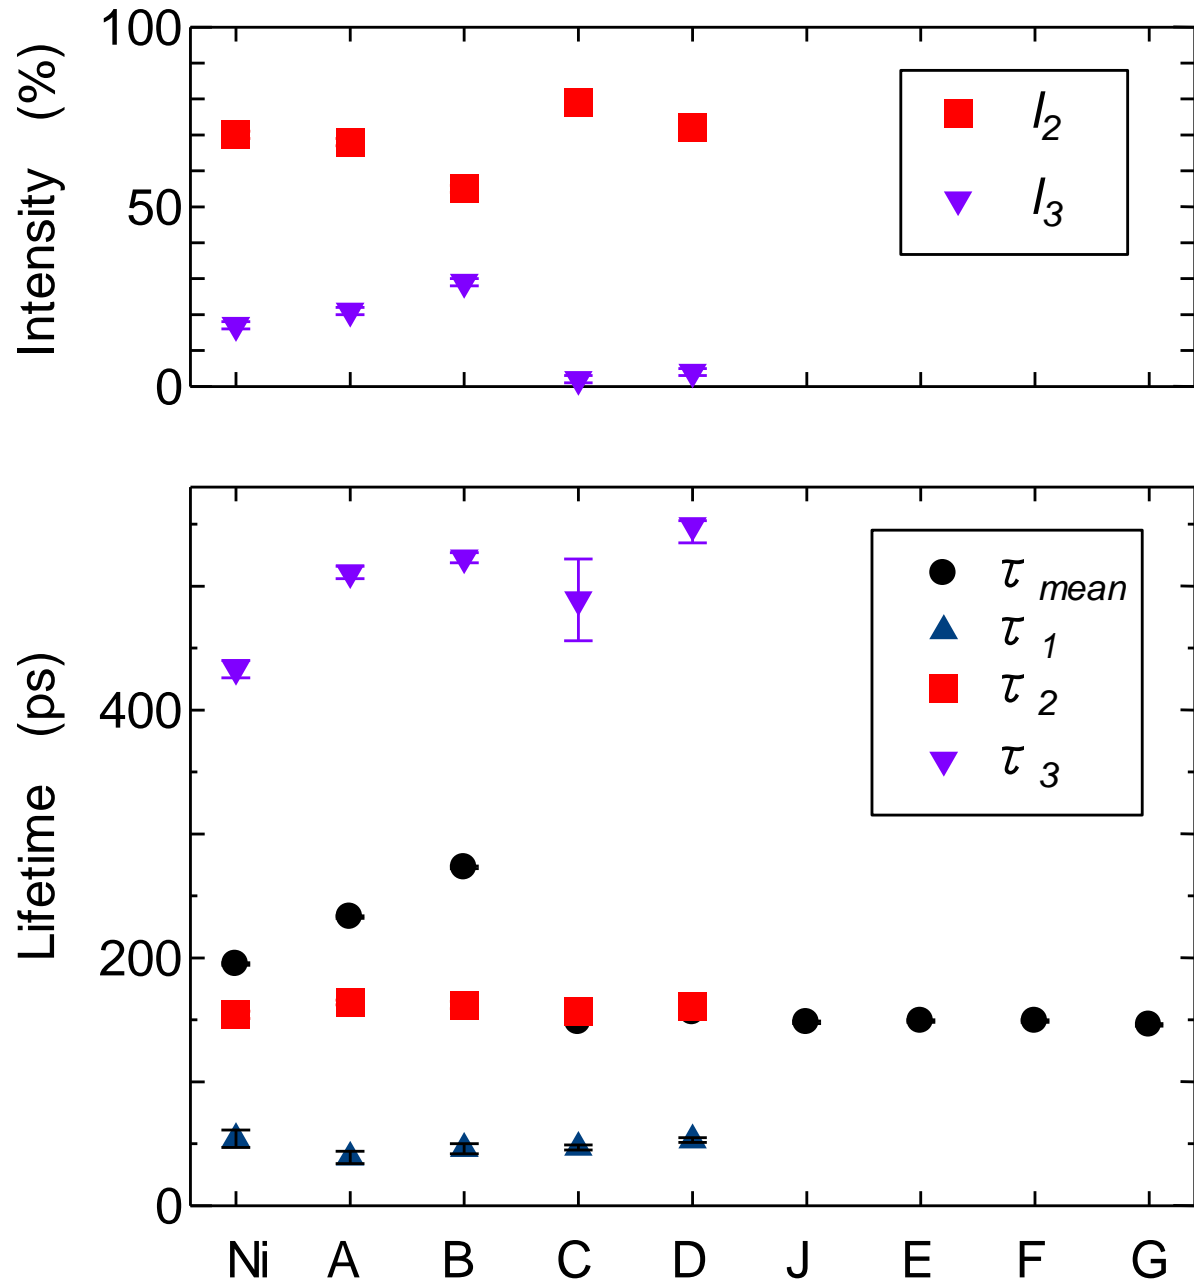 Intensity (%)
100
50
0
I2
I3
Lifetime (ps)
400
200
0
τ mean
τ 1
τ 2
τ 3
Ni A B C D J E F G